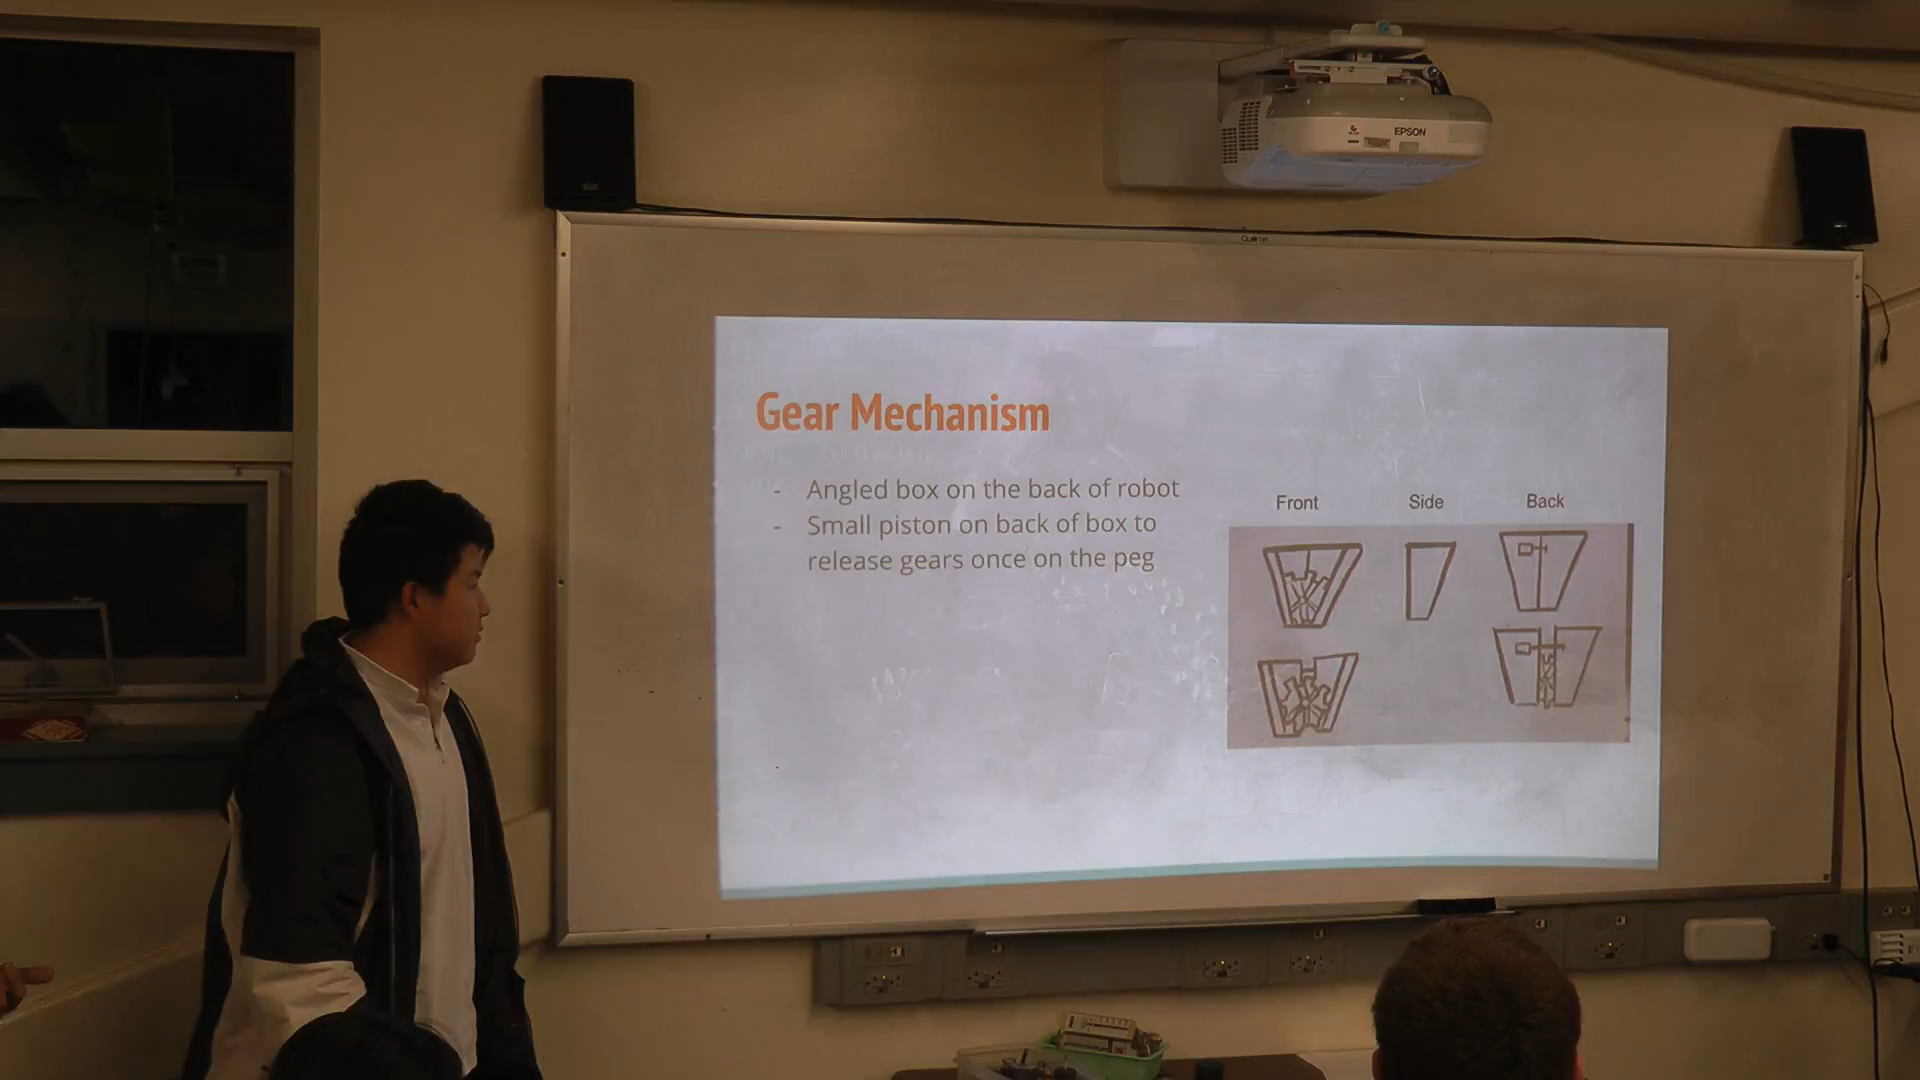 EPSON
Gear Mechanism
- Angled box on the back of robot
- Small piston on back of box to
release gears once on the peg
Front Side Back